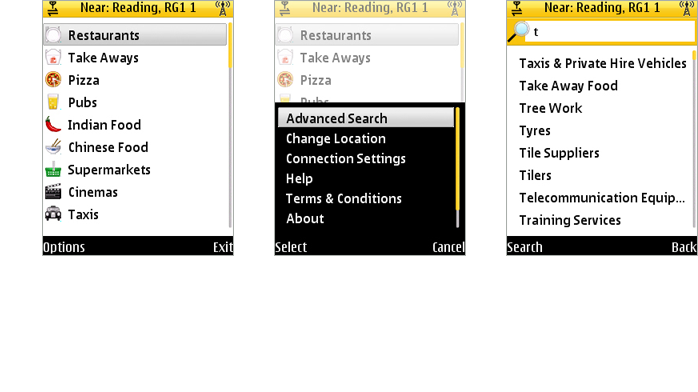 Near: Reading, RG1 1
Restaurants
Take Aways
Pizza
Pubs
Indian Food
Chinese Food
Supermarkets
Cinemas
Taxis
Options Exit
Near: Reading, RG1 1
Restaurants
Take Aways
Pizza
Pubs
Advanced Search
Change Location
Connection Settings
Help
Terms & Conditions
About
Select Cancel
Near: Reading, RG1 1
t
Taxis & Private Hire Vehicles
Take Away Food
Tree Work
Tyres
Tile Suppliers
Tilers
Telecommunication Equip...
Training Services
Search Back